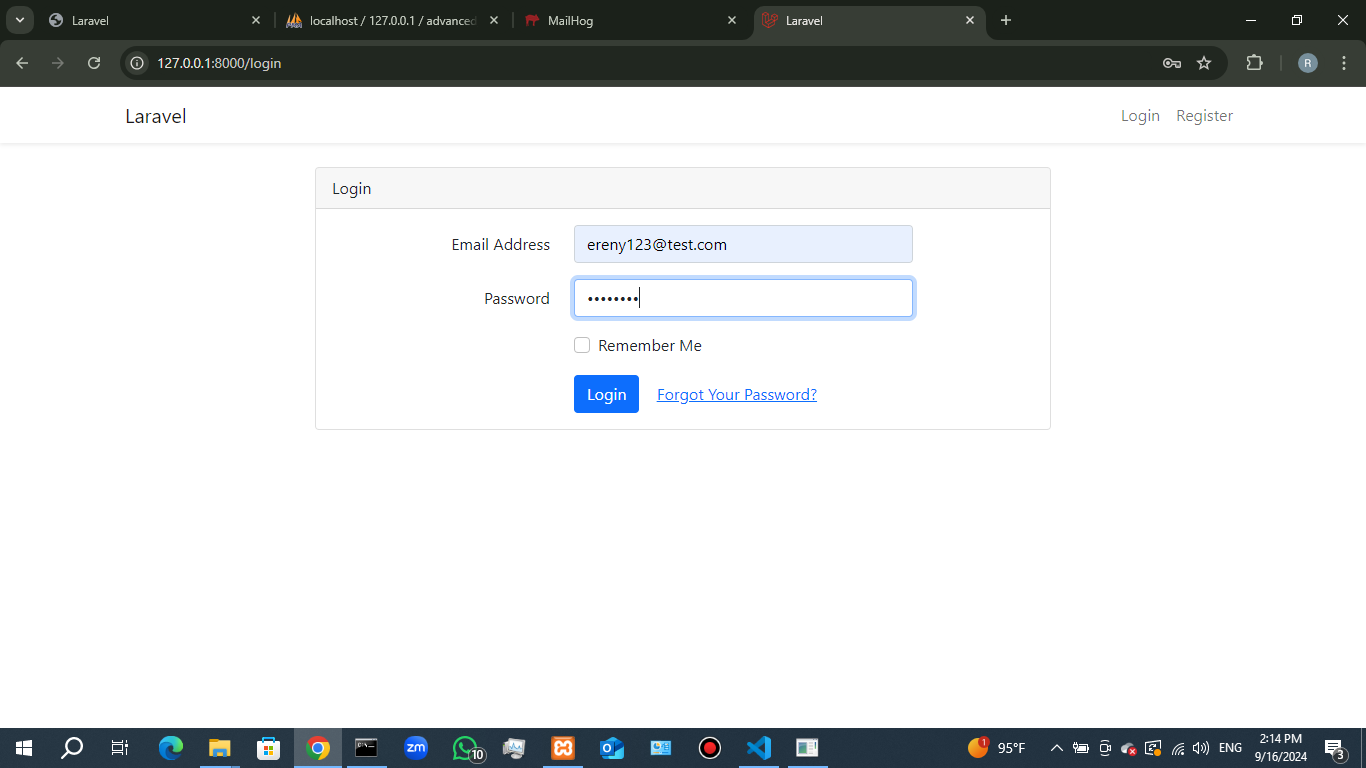 Laravel
localhost / 127.0.0.1 / advanced
MailHog
Laravel
127.0.0.1:8000/login
R
Laravel
Login
Register
Login
Email Address
ereny123@test.com
Password
••••••••
Remember Me
Login
Forgot Your Password?
zm
10
1
95°F
ENG
2:14 PM
9/16/2024
3